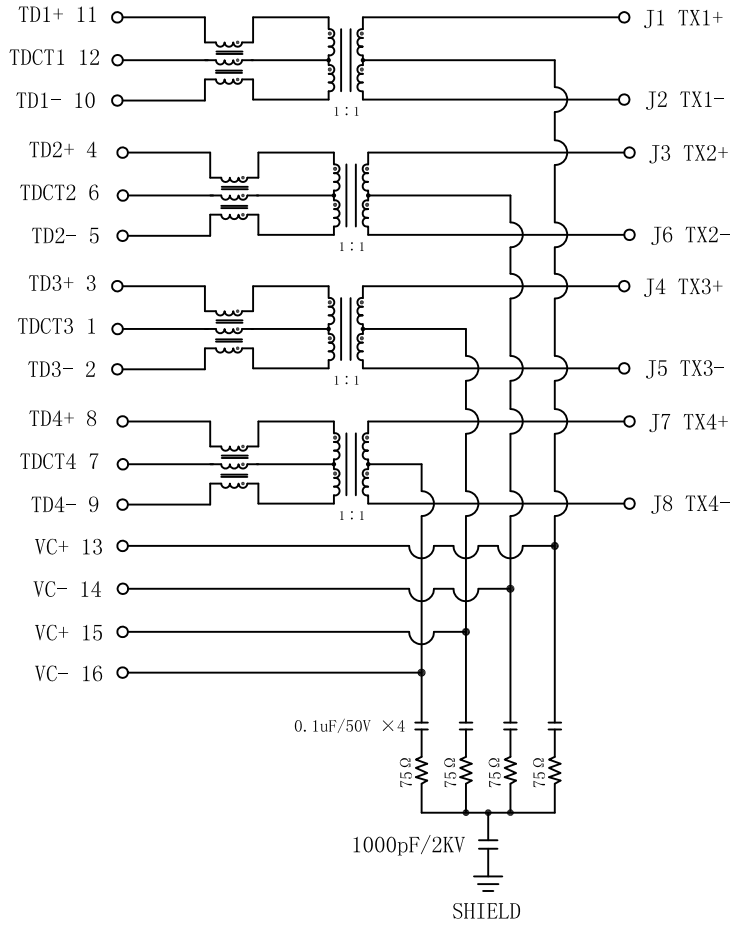 TD1+ 11
J1 TX1+
TDCT1 12
TD1- 10
J2 TX1-
1:1
TD2+ 4
J3 TX2+
TDCT2 6
TD2- 5
J6 TX2-
1:1
TD3+ 3
J4 TX3+
TDCT3 1
TD3- 2
J5 TX3-
1:1
TD4+ 8
J7 TX4+
TDCT4 7
TD4- 9
J8 TX4-
1:1
VC+ 13
VC- 14
VC+ 15
VC- 16
0.1uF/50V ×4
75Ω
75Ω
75Ω
75Ω
1000pF/2KV
SHIELD